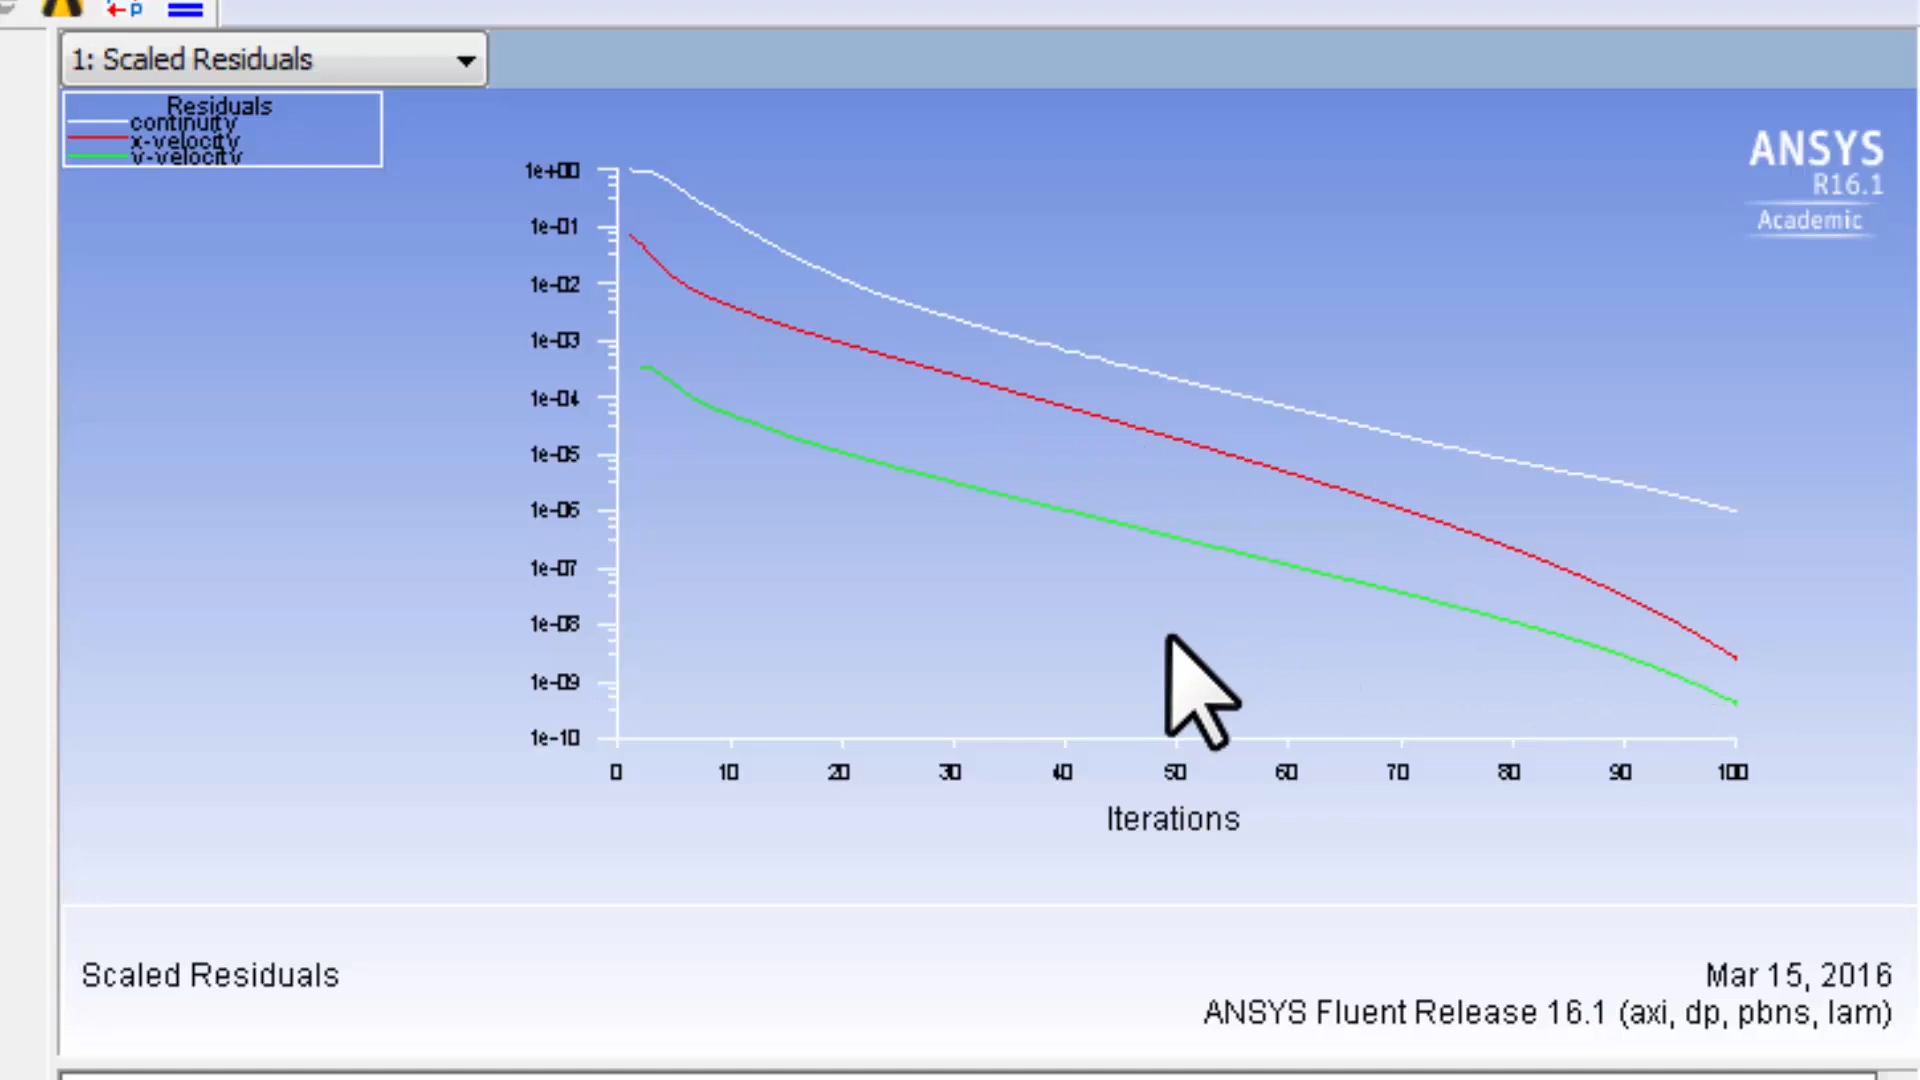 1: Scaled Residuals
Residuals
continuity
x-velocity
y-velocity
ANSYS
R16.1
Academic
1e+00
1e-01
1e-02
1e-03
1e-04
1e-05
1e-06
1e-07
1e-08
1e-09
1e-10
0 10 20 30 40 50 60 70 80 90 100
Iterations
Scaled Residuals
Mar 15, 2016
ANSYS Fluent Release 16.1 (axi, dp, pbns, lam)